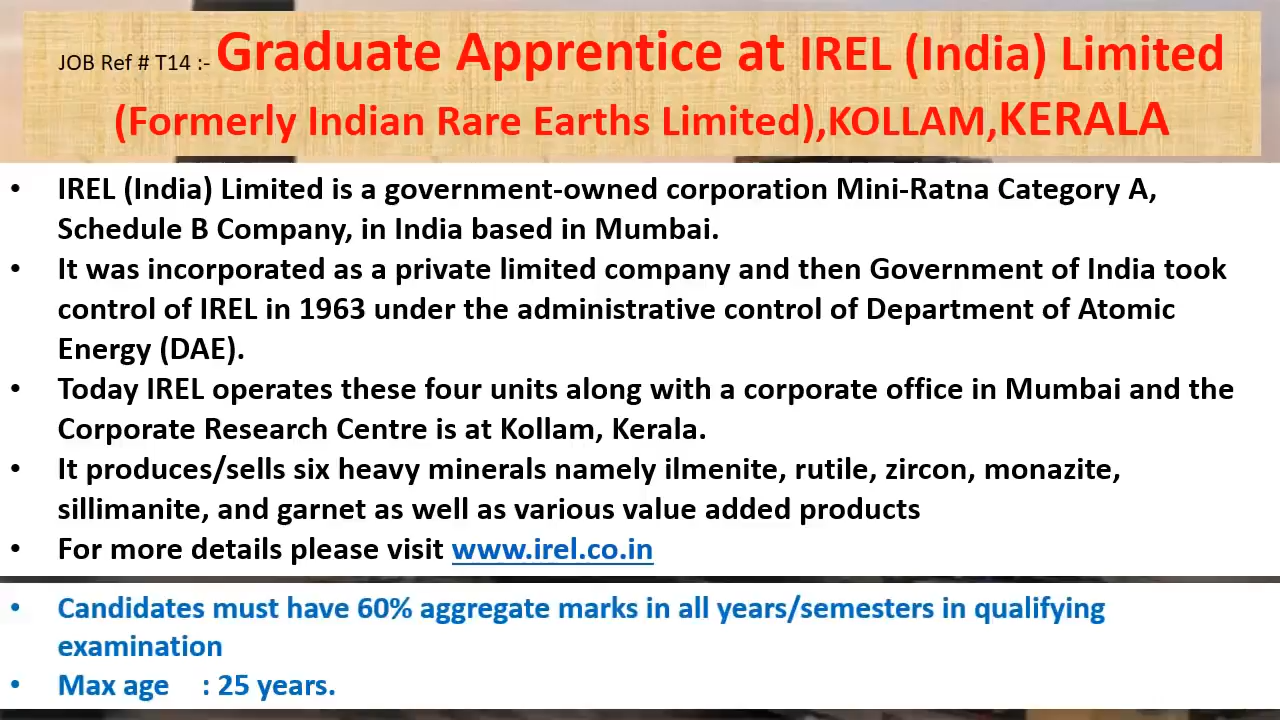 JOB Ref # T14 :- Graduate Apprentice at IREL (India) Limited
(Formerly Indian Rare Earths Limited),KOLLAM,KERALA
• IREL (India) Limited is a government-owned corporation Mini-Ratna Category A,
Schedule B Company, in India based in Mumbai.
• It was incorporated as a private limited company and then Government of India took
control of IREL in 1963 under the administrative control of Department of Atomic
Energy (DAE).
• Today IREL operates these four units along with a corporate office in Mumbai and the
Corporate Research Centre is at Kollam, Kerala.
• It produces/sells six heavy minerals namely ilmenite, rutile, zircon, monazite,
sillimanite, and garnet as well as various value added products
• For more details please visit www.irel.co.in
• Candidates must have 60% aggregate marks in all years/semesters in qualifying
examination
• Max age : 25 years.